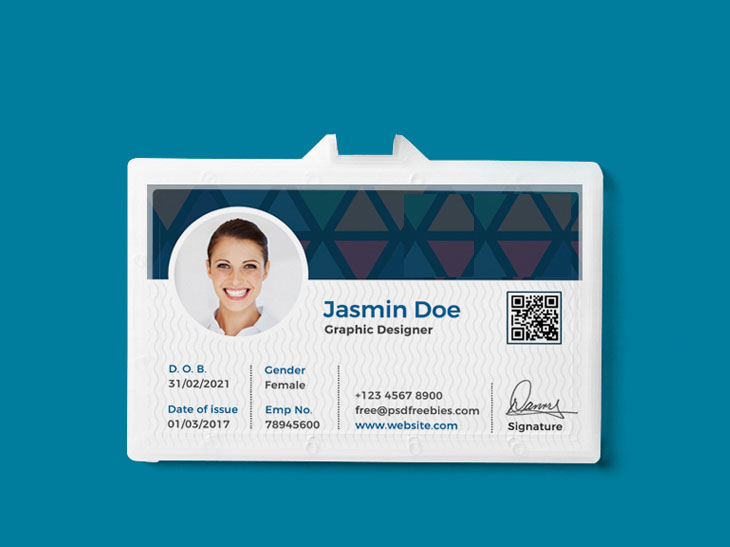 Jasmin Doe
Graphic Designer
D. O. B.
31/02/2021
Gender
Female
Date of issue
01/03/2017
Emp No.
78945600
+123 4567 8900
free@psdfreebies.com
www.website.com
Danny
Signature